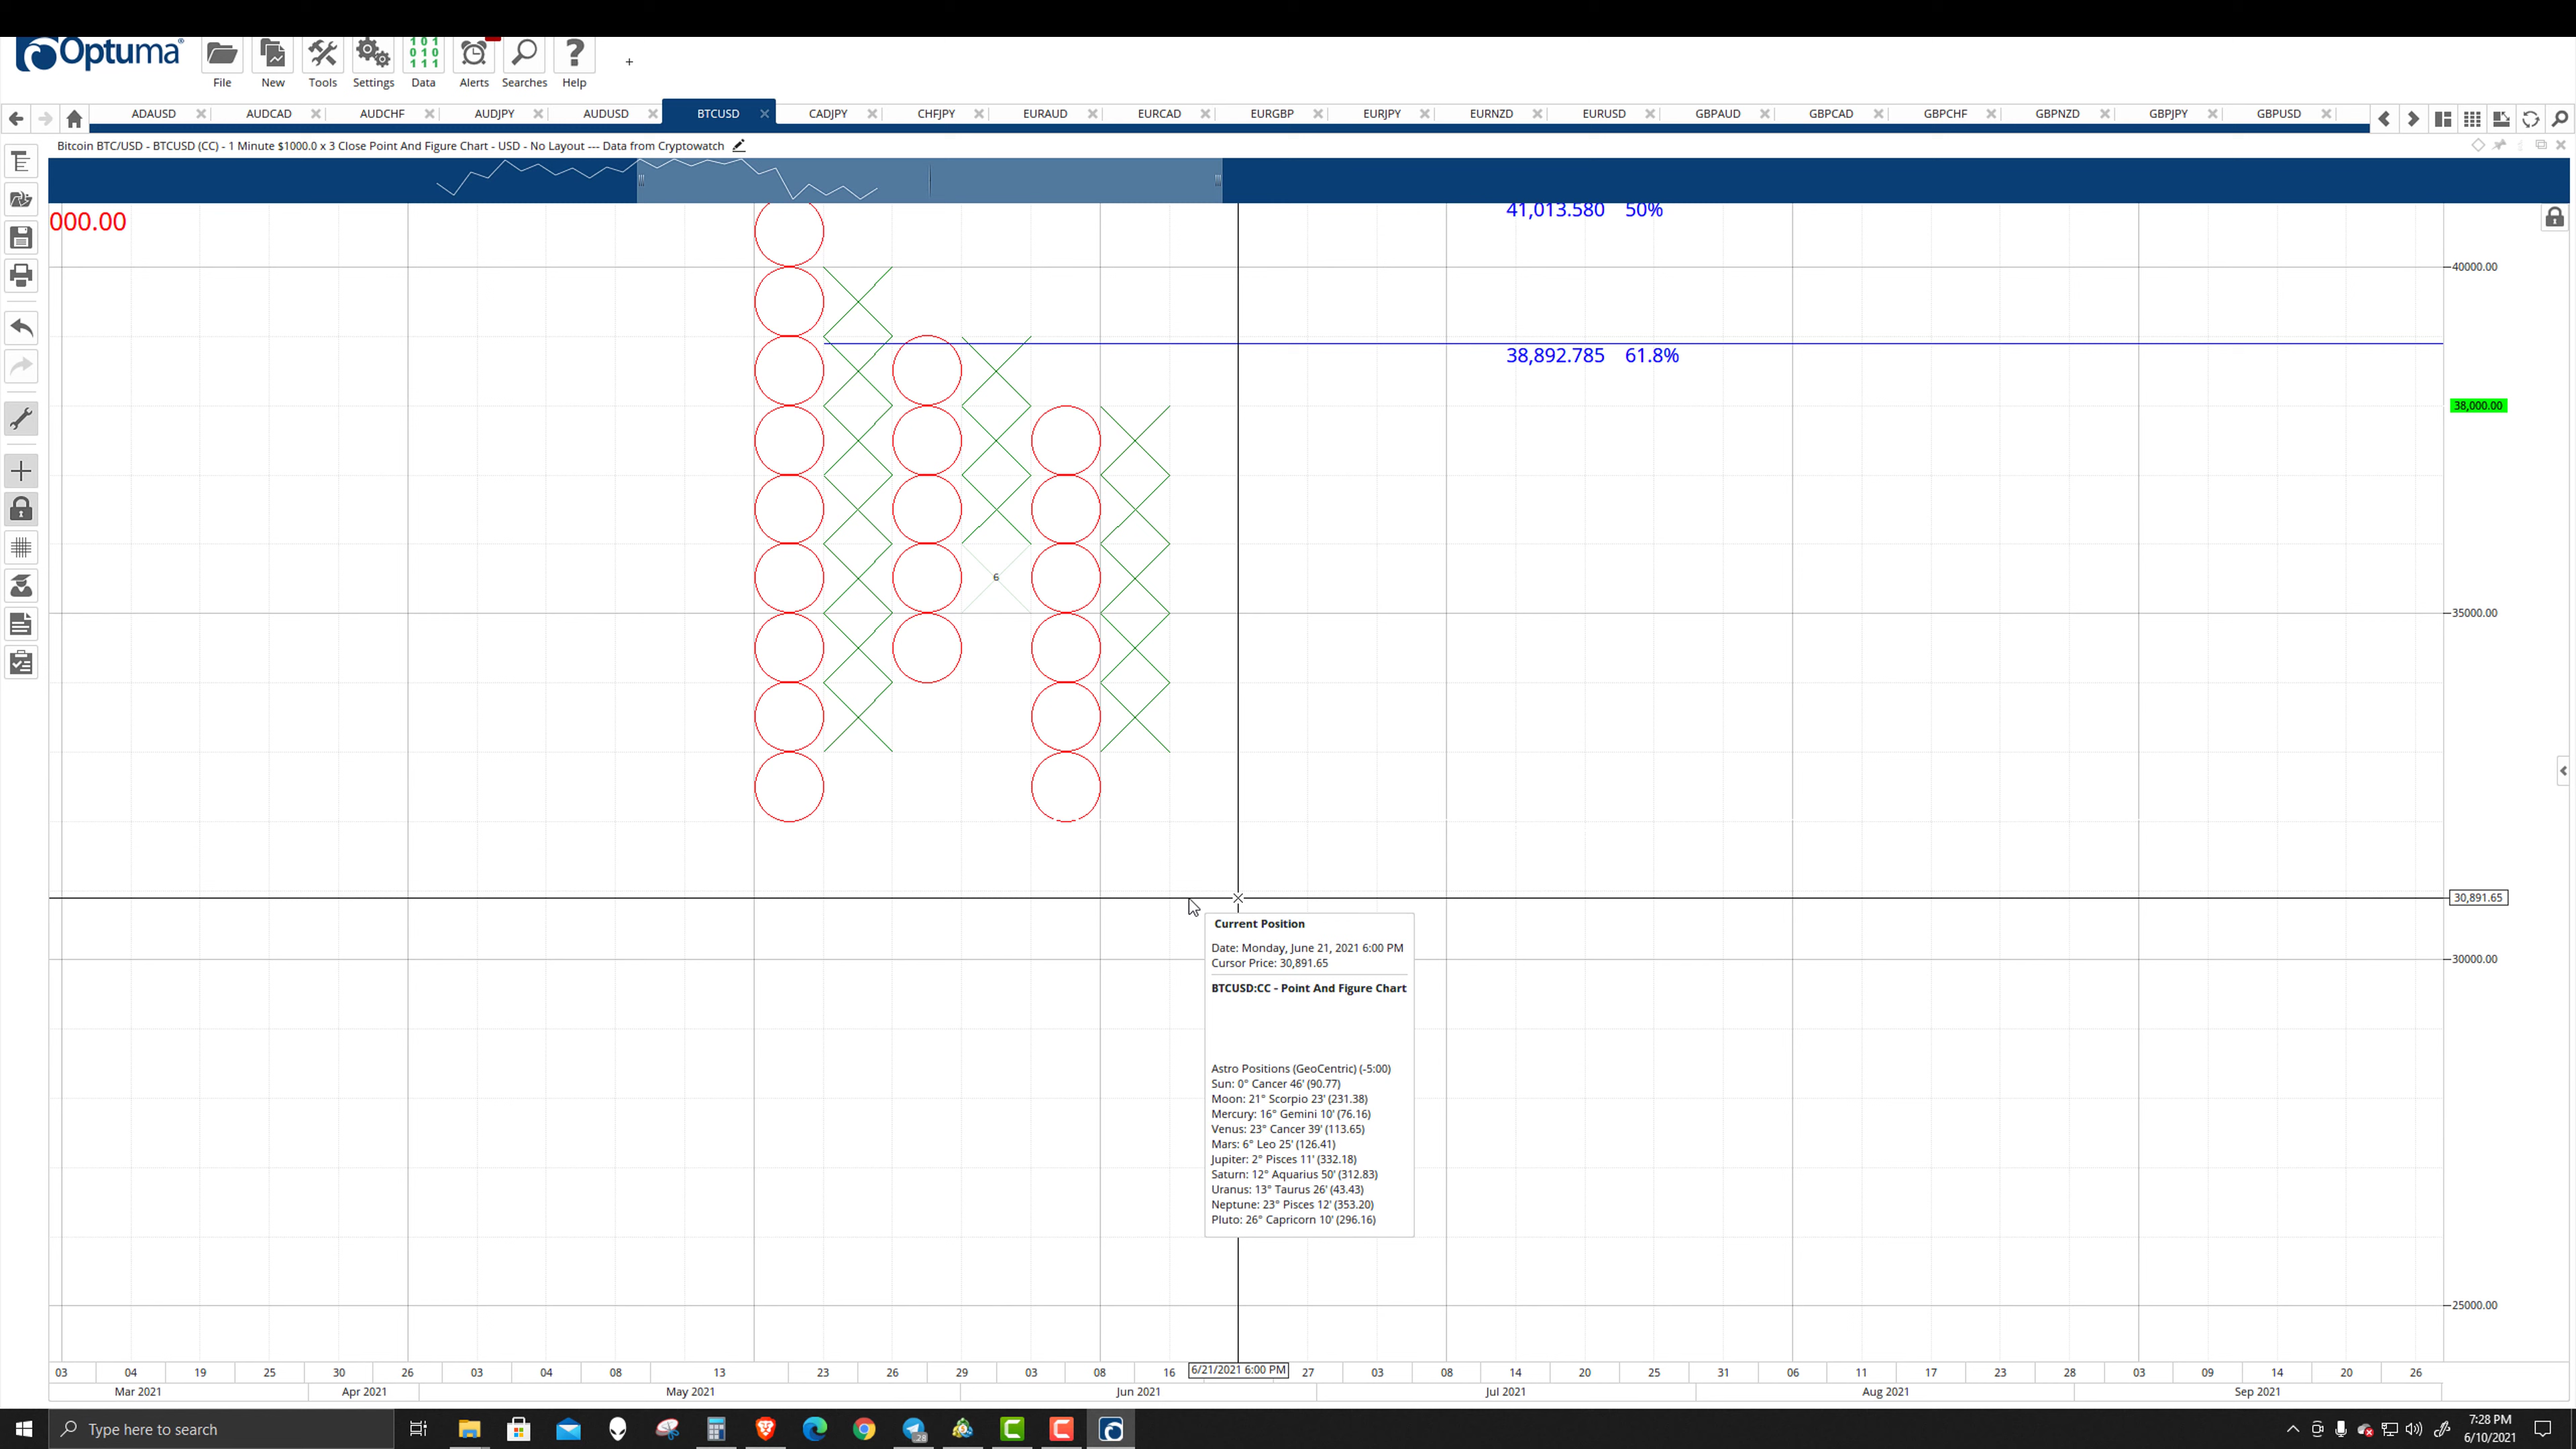 Optuma®
File New Tools Settings Data Alerts Searches Help
ADAUSD AUDCAD AUDCHF AUDJPY AUDUSD BTCUSD CADJPY CHFJPY EURAUD EURCAD EURGBP EURJPY EURNZD EURUSD GBPAUD GBPCAD GBPCHF GBPNZD GBPJPY GBPUSD
Bitcoin BTC/USD - BTCUSD (CC) - 1 Minute $1000.0 x 3 Close Point And Figure Chart - USD - No Layout --- Data from Cryptowatch
000.00
41,013.580 50%
40000.00
38,892.785 61.8%
38,000.00
6
35000.00
30,891.65
Current Position
Date: Monday, June 21, 2021 6:00 PM
Cursor Price: 30,891.65
30000.00
BTCUSD:CC - Point And Figure Chart
Astro Positions (GeoCentric) (-5:00)
Sun: 0° Cancer 46' (90.77)
Moon: 21° Scorpio 23' (231.38)
Mercury: 16° Gemini 10' (76.16)
Venus: 23° Cancer 39' (113.65)
Mars: 6° Leo 25' (126.41)
Jupiter: 2° Pisces 11' (332.18)
Saturn: 12° Aquarius 50' (312.83)
Uranus: 13° Taurus 26' (43.43)
Neptune: 23° Pisces 12' (353.20)
Pluto: 26° Capricorn 10' (296.16)
25000.00
03 04 19 25 30 26 03 04 08 13 23 26 29 03 08 16 6/21/2021 6:00 PM 27 03 08 14 20 25 31 06 11 17 23 28 03 09 14 20 26
Mar 2021 Apr 2021 May 2021 Jun 2021 Jul 2021 Aug 2021 Sep 2021
Type here to search
28
7:28 PM
6/10/2021